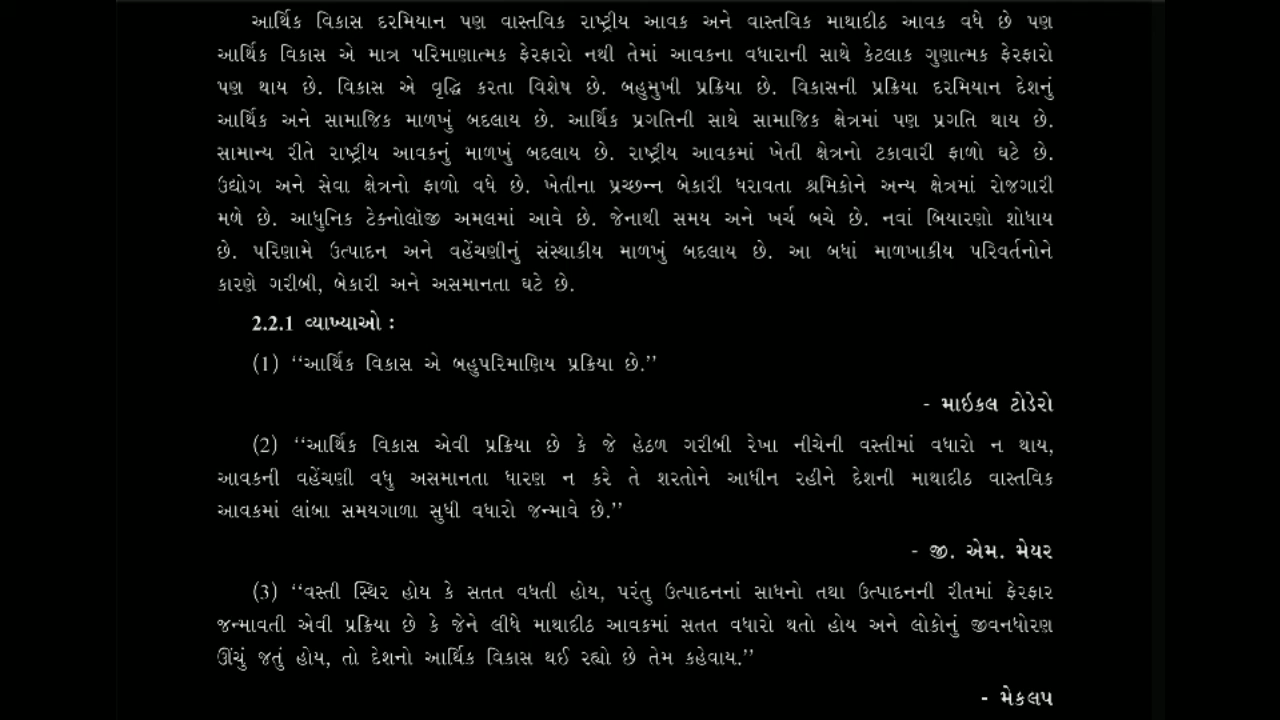 આર્થિક વિકાસ દરમિયાન પણ વાસ્તવિક રાષ્ટ્રીય આવક અને વાસ્તવિક માથાદીઠ આવક વધે છે પણ
આર્થિક વિકાસ એ માત્ર પરિમાણાત્મક ફેરફારો નથી તેમાં આવકના વધારાની સાથે કેટલાક ગુણાત્મક ફેરફારો
પણ થાય છે. વિકાસ એ વૃદ્ધિ કરતા વિશેષ છે. બહુમુખી પ્રક્રિયા છે. વિકાસની પ્રક્રિયા દરમિયાન દેશનું
આર્થિક અને સામાજિક માળખું બદલાય છે. આર્થિક પ્રગતિની સાથે સામાજિક ક્ષેત્રમાં પણ પ્રગતિ થાય છે.
સામાન્ય રીતે રાષ્ટ્રીય આવકનું માળખું બદલાય છે. રાષ્ટ્રીય આવકમાં ખેતી ક્ષેત્રનો ટકાવારી ફાળો ઘટે છે.
ઉદ્યોગ અને સેવા ક્ષેત્રનો ફાળો વધે છે. ખેતીના પ્રચ્છન્ન બેકારી ધરાવતા શ્રમિકોને અન્ય ક્ષેત્રમાં રોજગારી
મળે છે. આધુનિક ટેક્નોલૉજી અમલમાં આવે છે. જેનાથી સમય અને ખર્ચ બચે છે. નવાં બિયારણો શોધાય
છે. પરિણામે ઉત્પાદન અને વહેંચણીનું સંસ્થાકીય માળખું બદલાય છે. આ બધાં માળખાકીય પરિવર્તનોને
કારણે ગરીબી, બેકારી અને અસમાનતા ઘટે છે.
2.2.1 વ્યાખ્યાઓ :
(1) ‘‘આર્થિક વિકાસ એ બહુપરિમાણિય પ્રક્રિયા છે.’’
- માઇકલ ટોડેરો
(2) ‘‘આર્થિક વિકાસ એવી પ્રક્રિયા છે કે જે હેઠળ ગરીબી રેખા નીચેની વસ્તીમાં વધારો ન થાય,
આવકની વહેંચણી વધુ અસમાનતા ધારણ ન કરે તે શરતોને આધીન રહીને દેશની માથાદીઠ વાસ્તવિક
આવકમાં લાંબા સમયગાળા સુધી વધારો જન્માવે છે.’’
- જી. એમ. મેયર
(3) ‘‘વસ્તી સ્થિર હોય કે સતત વધતી હોય, પરંતુ ઉત્પાદનનાં સાધનો તથા ઉત્પાદનની રીતમાં ફેરફાર
જન્માવતી એવી પ્રક્રિયા છે કે જેને લીધે માથાદીઠ આવકમાં સતત વધારો થતો હોય અને લોકોનું જીવનધોરણ
ઊંચું જતું હોય, તો દેશનો આર્થિક વિકાસ થઈ રહ્યો છે તેમ કહેવાય.’’
- મેકલપ